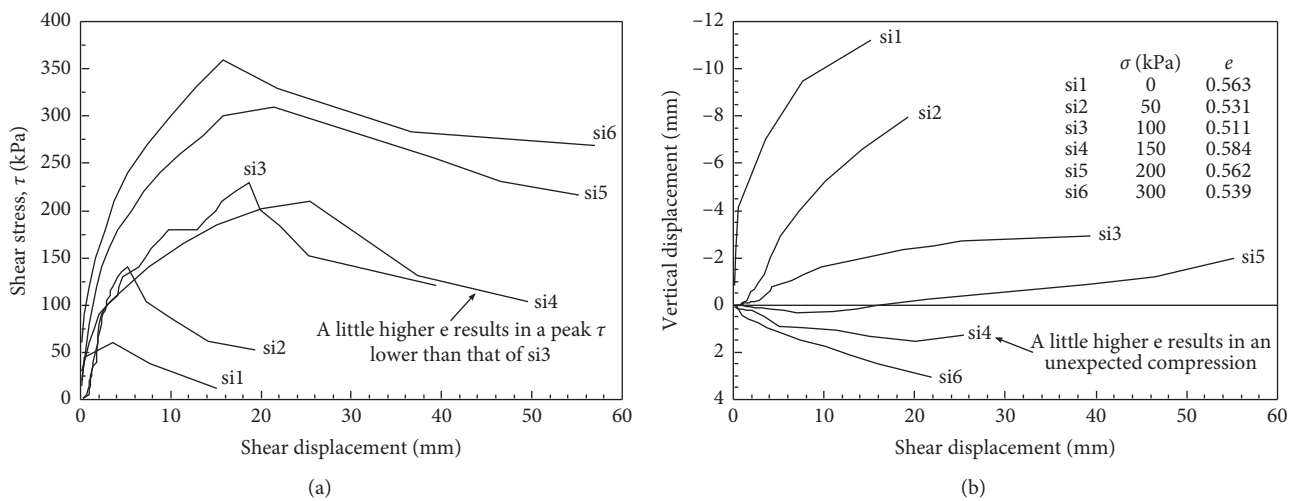 400
350
300
250
200
150
100
50
0
Shear stress, τ (kPa)
si6
si5
si3
si4
si2
si1
A little higher e results in a peak τ
lower than that of si3
0 10 20 30 40 50 60
Shear displacement (mm)
(a)
–12
–10
–8
–6
–4
–2
0
2
4
Vertical displacement (mm)
si1
si2
si3
si5
si4
si6
σ (kPa) e
si1 0 0.563
si2 50 0.531
si3 100 0.511
si4 150 0.584
si5 200 0.562
si6 300 0.539
A little higher e results in an
unexpected compression
0 10 20 30 40 50 60
Shear displacement (mm)
(b)